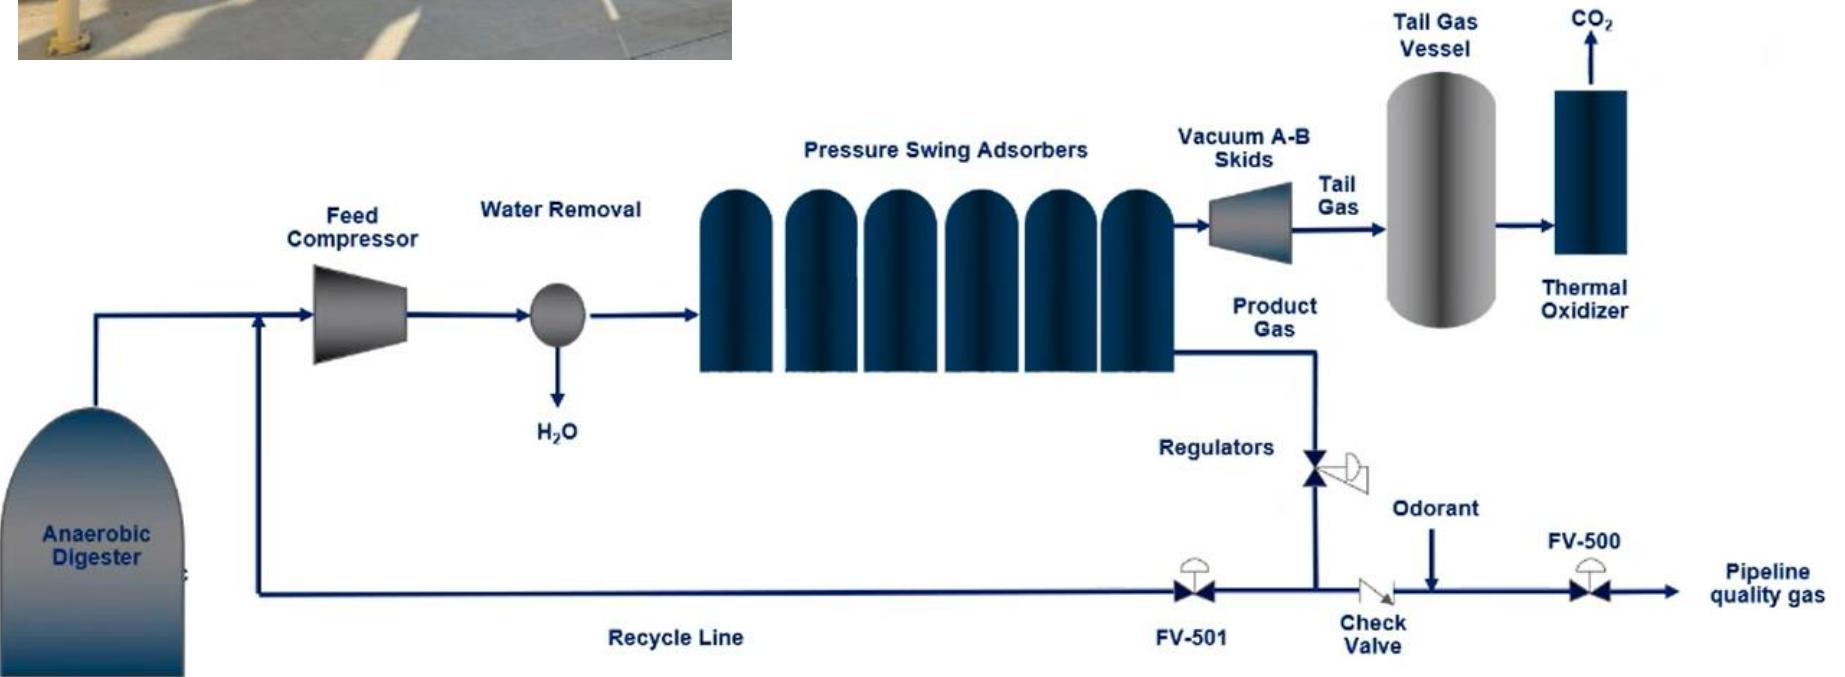 Tail Gas
Vessel
CO₂
Pressure Swing Adsorbers
Vacuum A-B
Skids
Tail
Gas
Feed
Compressor
Water Removal
Thermal
Oxidizer
Product
Gas
H₂O
Regulators
Odorant
Anaerobic
Digester
FV-500
Pipeline
quality gas
Recycle Line
FV-501
Check
Valve